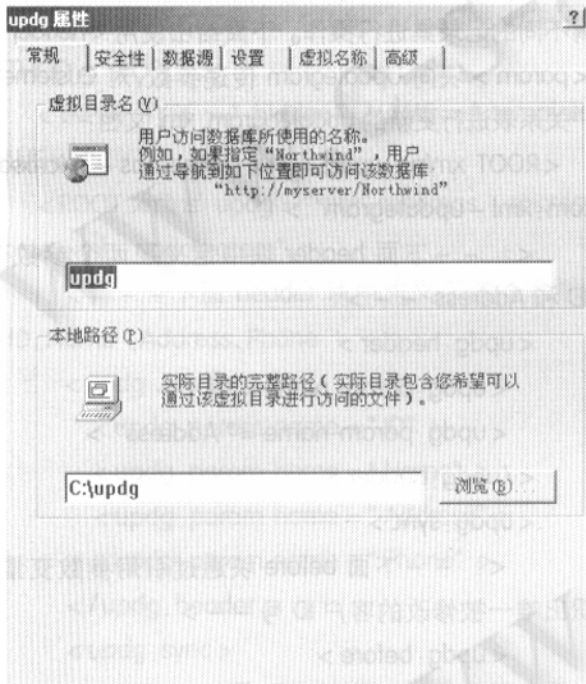 updg 属性
?
常规 安全性 数据源 设置 虚拟名称 高级
虚拟目录名(V)
用户访问数据库所使用的名称。
例如，如果指定“Northwind”，用户
通过导航到如下位置即可访问该数据库
“http://myserver/Northwind”
updg
本地路径(P)
实际目录的完整路径(实际目录包含您希望可以
通过该虚拟目录进行访问的文件)。
C:\updg
浏览(B)...